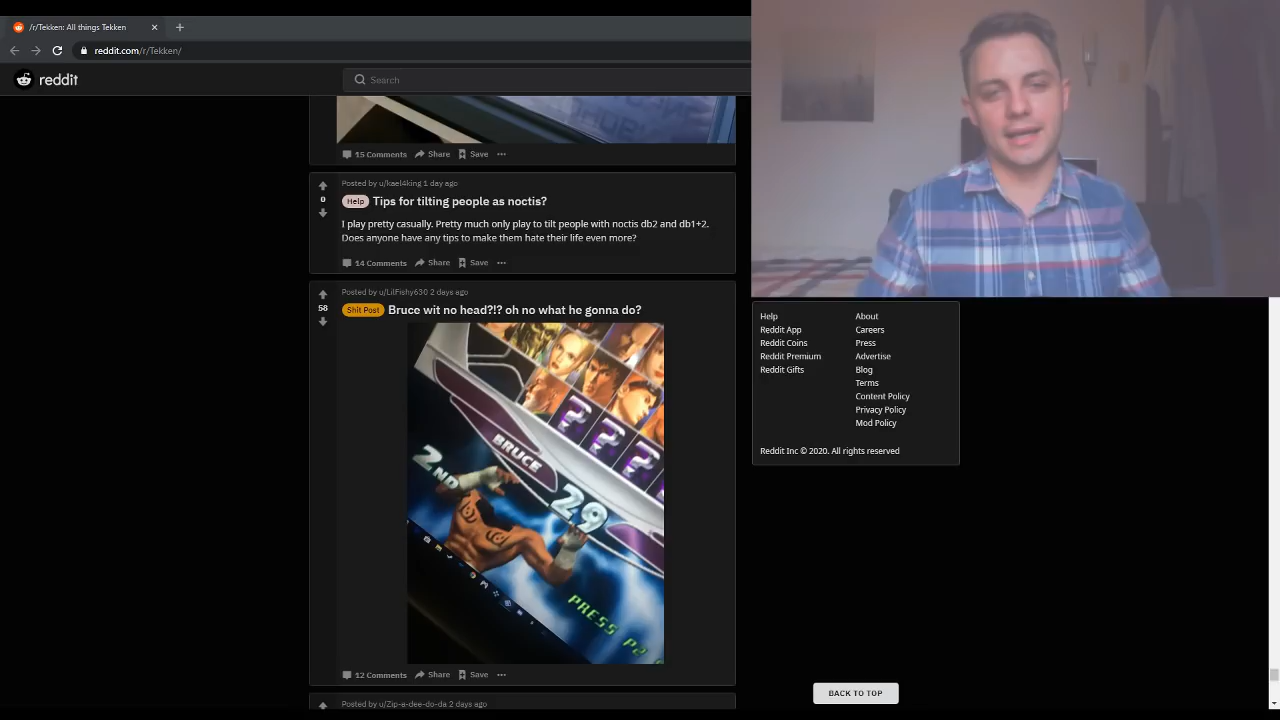 /r/Tekken: All things Tekken
reddit.com/r/Tekken/
reddit
Search
15 Comments Share Save
Posted by u/kael4king 1 day ago
0
Help Tips for tilting people as noctis?
I play pretty casually. Pretty much only play to tilt people with noctis db2 and db1+2.
Does anyone have any tips to make them hate their life even more?
14 Comments Share Save
Posted by u/LilFishy630 2 days ago
58
Shit Post Bruce wit no head?!? oh no what he gonna do?
? ? ?
BRUCE
2ND
29
PRESS P2
12 Comments Share Save
Posted by u/Zip-a-dee-do-da 2 days ago
Help About
Reddit App Careers
Reddit Coins Press
Reddit Premium Advertise
Reddit Gifts Blog
Terms
Content Policy
Privacy Policy
Mod Policy
Reddit Inc © 2020. All rights reserved
BACK TO TOP